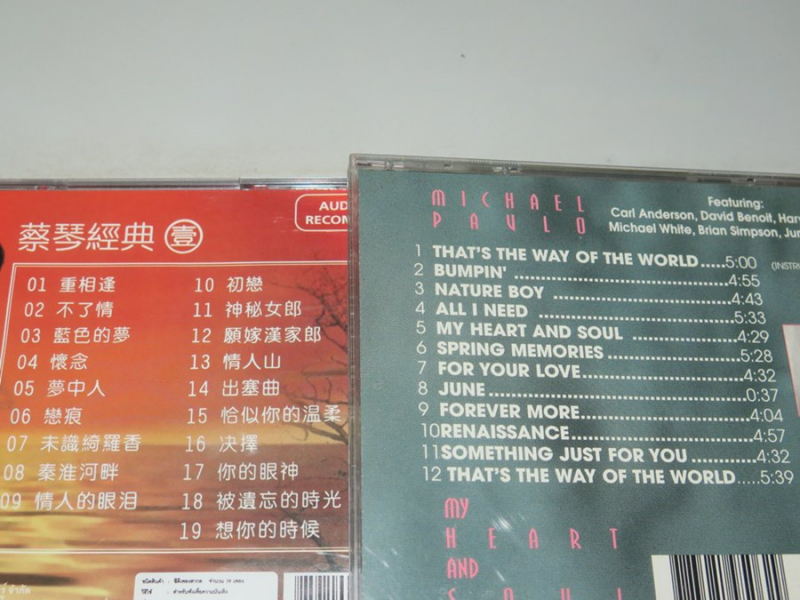 AUD
RECOM
蔡琴經典 壹
01 重相逢
02 不了情
03 藍色的夢
04 懷念
05 夢中人
06 戀痕
07 未識綺羅香
08 秦淮河畔
09 情人的眼泪
10 初戀
11 神秘女郎
12 願嫁漢家郎
13 情人山
14 出塞曲
15 恰似你的溫柔
16 決擇
17 你的眼神
18 被遺忘的時光
19 想你的時候
MICHAEL
PAULO
Featuring:
Carl Anderson, David Benoit, Harv
Michael White, Brian Simpson, Jun
1 THAT'S THE WAY OF THE WORLD.....5:00
(INSTRU
2 BUMPIN' ..........4:55
3 NATURE BOY ..........4:43
4 ALL I NEED ..........5:33
5 MY HEART AND SOUL ..........4:29
6 SPRING MEMORIES..........5:28
7 FOR YOUR LOVE..........4:32
8 JUNE..........0:37
9 FOREVER MORE..........4:04
10 RENAISSANCE..........4:57
11 SOMETHING JUST FOR YOU ..........4:32
12 THAT'S THE WAY OF THE WORLD.....5:39
MY
HEART
AND
SOUL